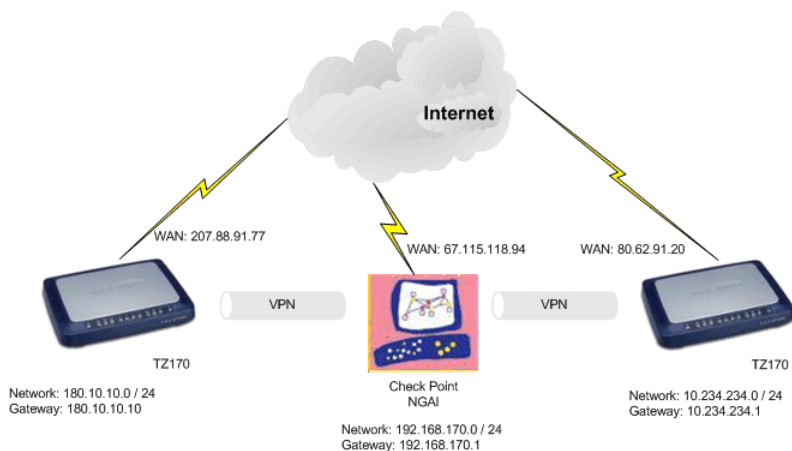 Internet
WAN: 207.88.91.77
WAN: 67.115.118.94
WAN: 80.62.91.20
VPN
VPN
TZ170
Network: 180.10.10.0 / 24
Gateway: 180.10.10.10
Check Point
NGAI
Network: 192.168.170.0 / 24
Gateway: 192.168.170.1
TZ170
Network: 10.234.234.0 / 24
Gateway: 10.234.234.1